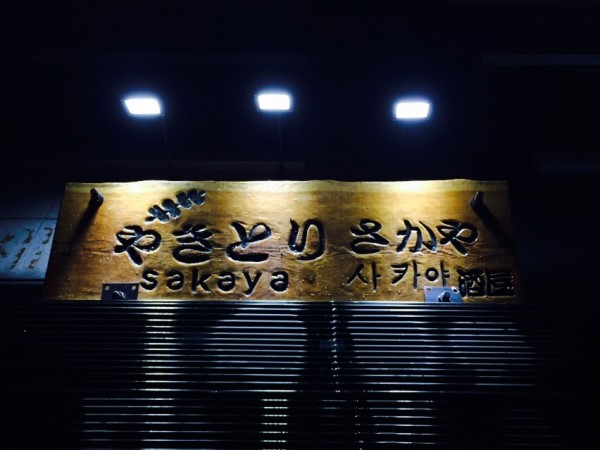 やきとり さかや
sakaya 사카야 酒屋